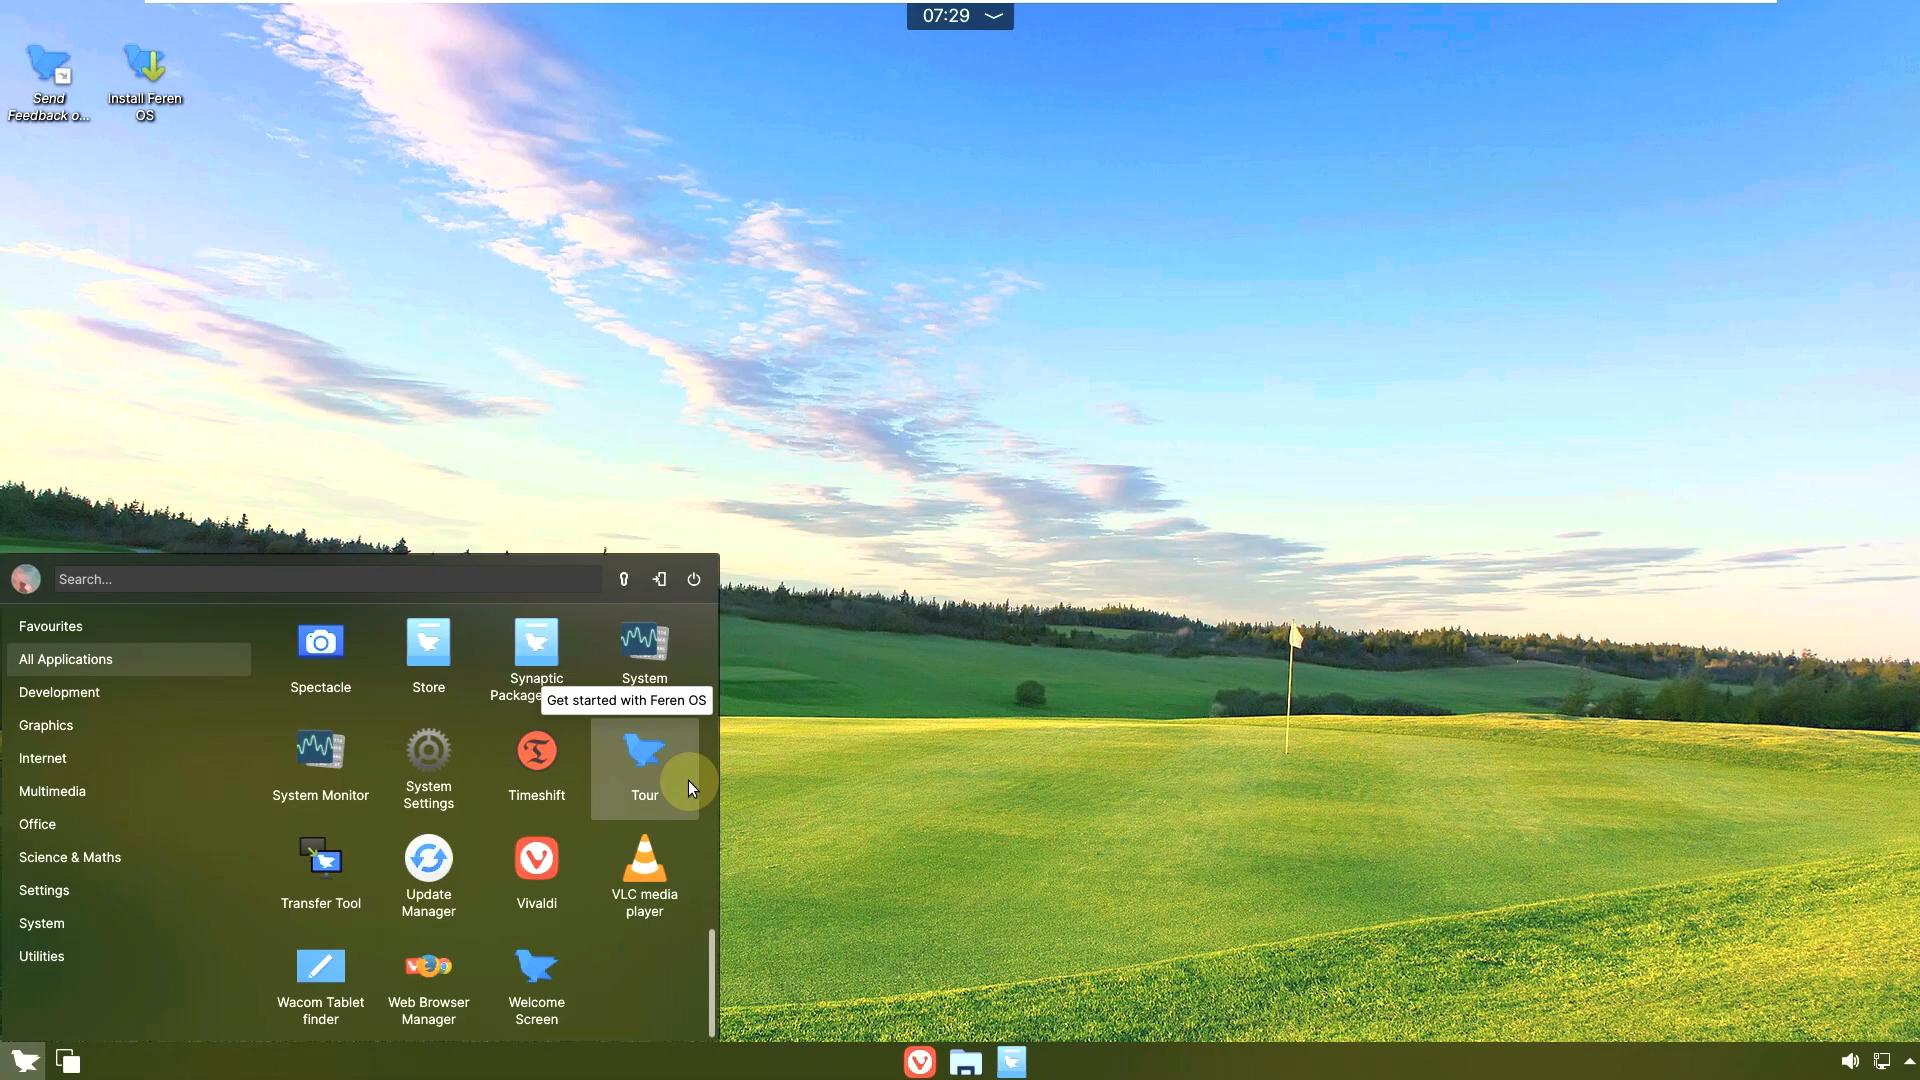 07:29
Send
Feedback o...
Install Feren
OS
Search...
Favourites
All Applications
Development
Graphics
Internet
Multimedia
Office
Science & Maths
Settings
System
Utilities
Spectacle
Store
Synaptic
Package
System
Get started with Feren OS
System Monitor
System
Settings
Timeshift
Tour
Transfer Tool
Update
Manager
Vivaldi
VLC media
player
Wacom Tablet
finder
Web Browser
Manager
Welcome
Screen